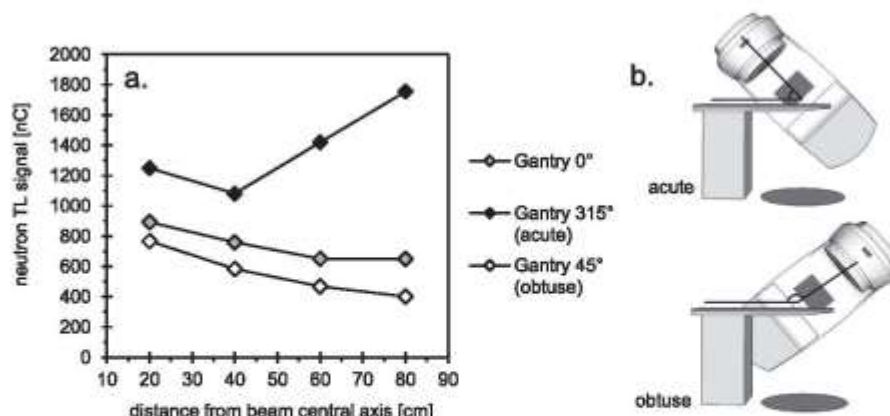 a.
neutron TL signal [nC]
2000
1800
1600
1400
1200
1000
800
600
400
200
0
10 20 30 40 50 60 70 80 90
distance from beam central axis [cm]
Gantry 0°
Gantry 315°
(acute)
Gantry 45°
(obtuse)
b.
acute
obtuse